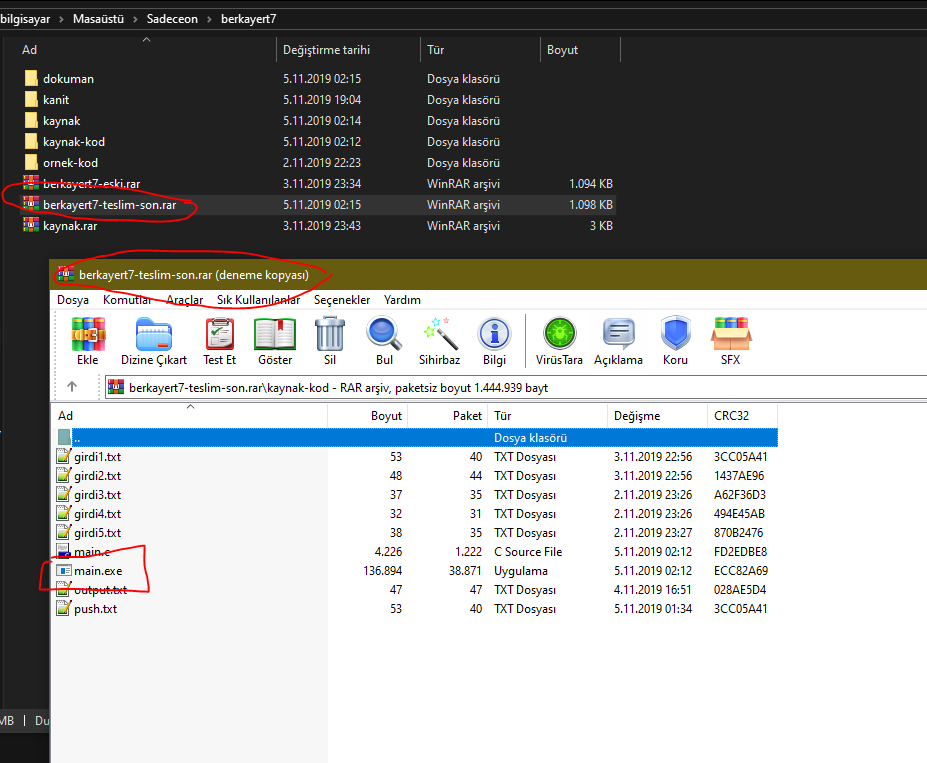 bilgisayar > Masaüstü > Sadeceon > berkayert7
Ad Değiştirme tarihi Tür Boyut
dokuman 5.11.2019 02:15 Dosya klasörü
kanit 5.11.2019 19:04 Dosya klasörü
kaynak 5.11.2019 02:14 Dosya klasörü
kaynak-kod 5.11.2019 02:12 Dosya klasörü
ornek-kod 2.11.2019 22:23 Dosya klasörü
berkayert7-eski.rar 3.11.2019 23:34 WinRAR arşivi 1.094 KB
berkayert7-teslim-son.rar 5.11.2019 02:15 WinRAR arşivi 1.098 KB
kaynak.rar 3.11.2019 23:43 WinRAR arşivi 3 KB
berkayert7-teslim-son.rar (deneme kopyası)
Dosya Komutlar Araçlar Sık Kullanılanlar Seçenekler Yardım
Ekle Dizine Çıkart Test Et Göster Sil Bul Sihirbaz Bilgi VirüsTara Açıklama Koru SFX
berkayert7-teslim-son.rar\kaynak-kod - RAR arşiv, paketsiz boyut 1.444.939 bayt
Ad Boyut Paket Tür Değişme CRC32
.. Dosya klasörü
girdi1.txt 53 40 TXT Dosyası 3.11.2019 22:56 3CC05A41
girdi2.txt 48 44 TXT Dosyası 3.11.2019 22:56 1437AE96
girdi3.txt 37 35 TXT Dosyası 2.11.2019 23:26 A62F36D3
girdi4.txt 32 31 TXT Dosyası 2.11.2019 23:26 494E45AB
girdi5.txt 38 35 TXT Dosyası 2.11.2019 23:27 870B2476
main.c 4.226 1.222 C Source File 5.11.2019 02:12 FD2EDBE8
main.exe 136.894 38.871 Uygulama 5.11.2019 02:12 ECC82A69
output.txt 47 47 TXT Dosyası 4.11.2019 16:51 028AE5D4
push.txt 53 40 TXT Dosyası 5.11.2019 01:34 3CC05A41
MB | Du